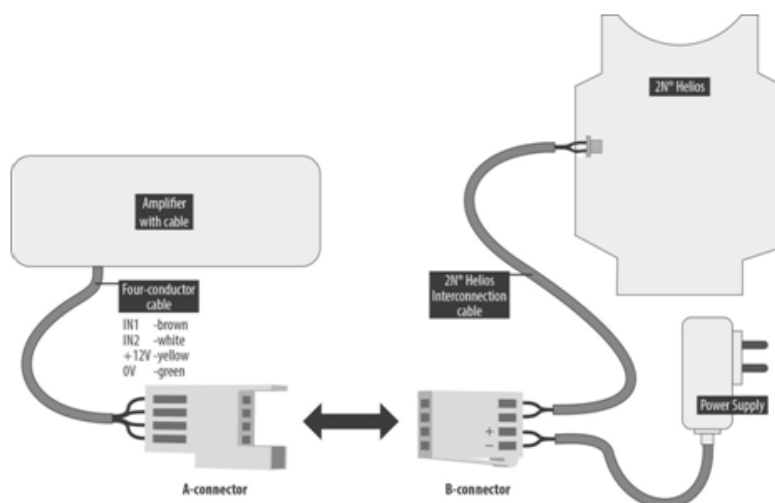 2N® Helios
Amplifier
with cable
Four-conductor
cable
IN1 -brown
IN2 -white
+12V -yellow
0V -green
2N® Helios
Interconnection
cable
Power Supply
+
−
A-connector
B-connector